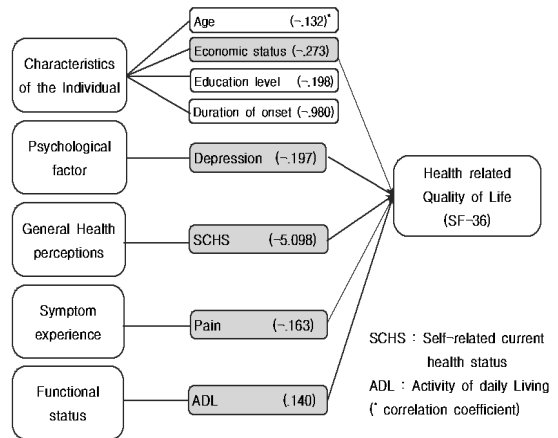 Age (-.132)*
Economic status (-.273)
Characteristics
of the Individual
Education level (-.198)
Duration of onset (-.980)
Psychological
factor
Depression (-.197)
Health related
Quality of Life
(SF-36)
General Health
perceptions
SCHS (-5.098)
Symptom
experience
Pain (-.163)
SCHS : Self-related current
health status
ADL : Activity of daily Living
(* correlation coefficient)
Functional
status
ADL (.140)